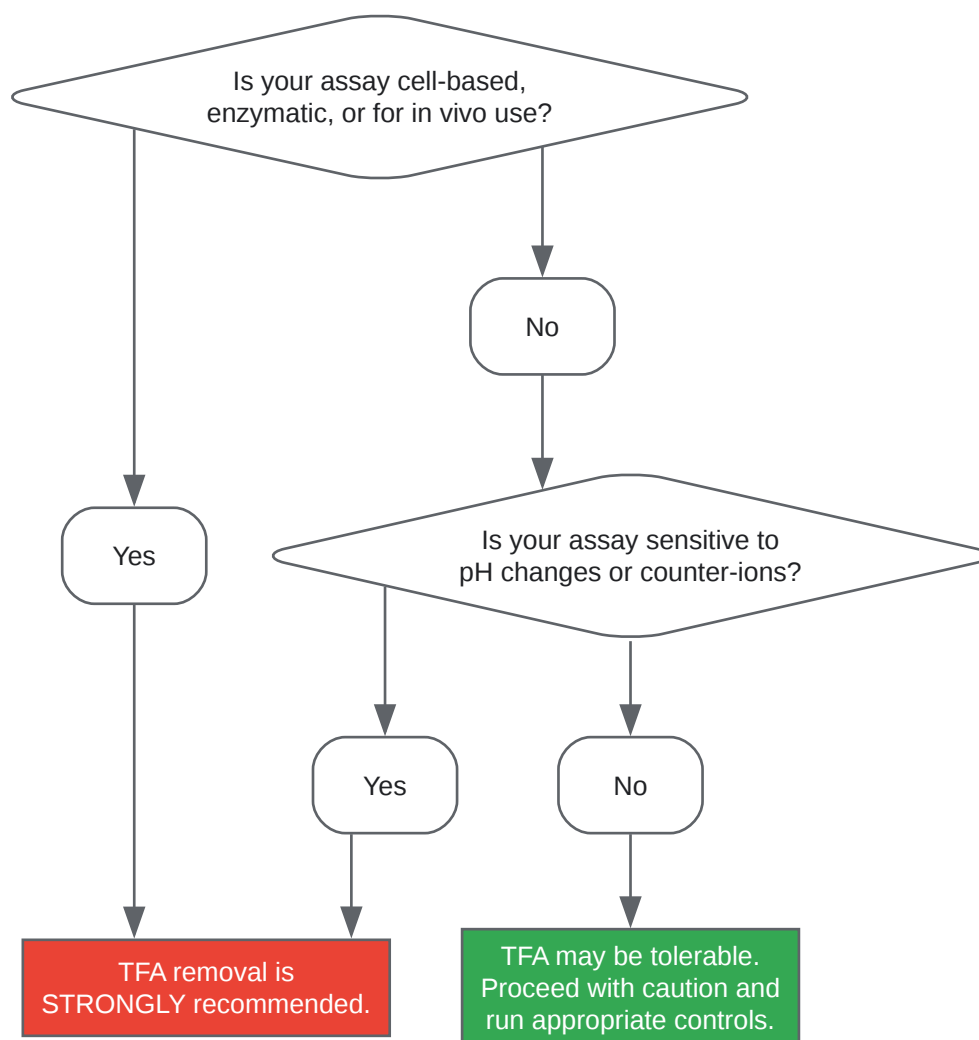 Is your assay cell-based,
enzymatic, or for in vivo use?
No
Yes
Is your assay sensitive to
pH changes or counter-ions?
Yes
No
TFA removal is
STRONGLY recommended.
TFA may be tolerable.
Proceed with caution and
run appropriate controls.